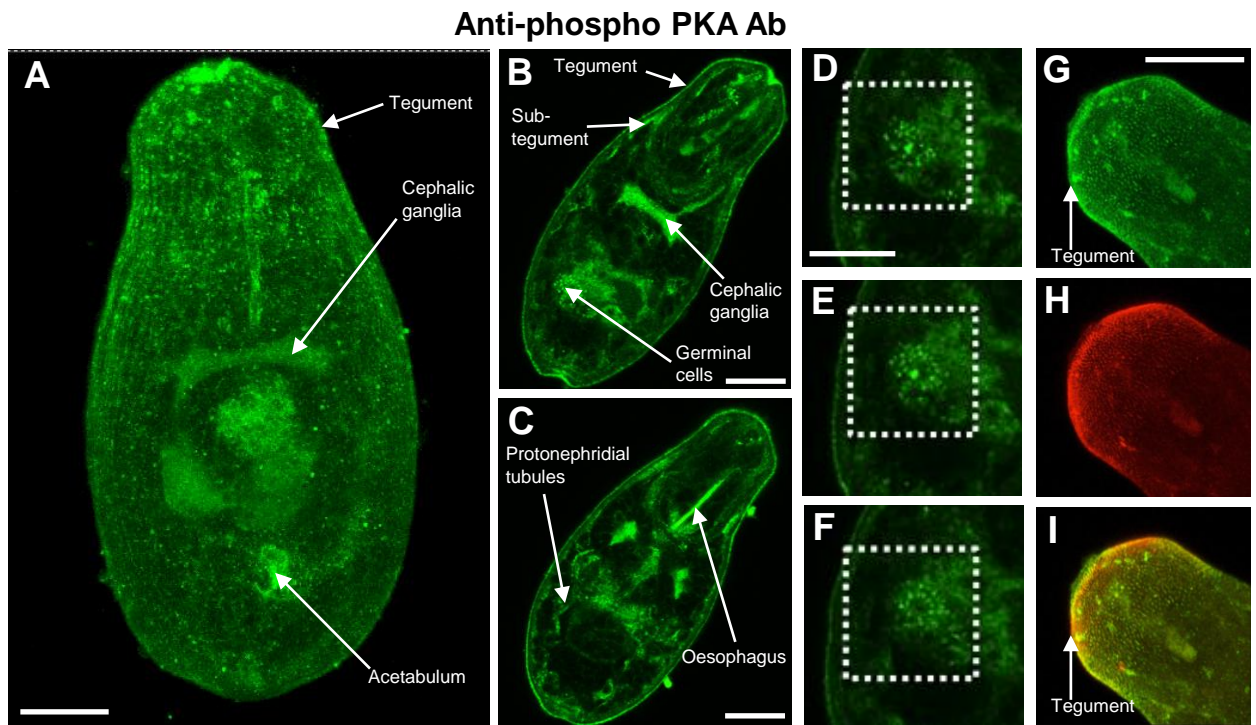 Anti-phospho PKA Ab
A
Tegument
Cephalic
ganglia
Acetabulum
B
Tegument
Sub-
tegument
Cephalic
ganglia
Germinal
cells
C
Protonephridial
tubules
Oesophagus
D
E
F
G
Tegument
H
I
Tegument